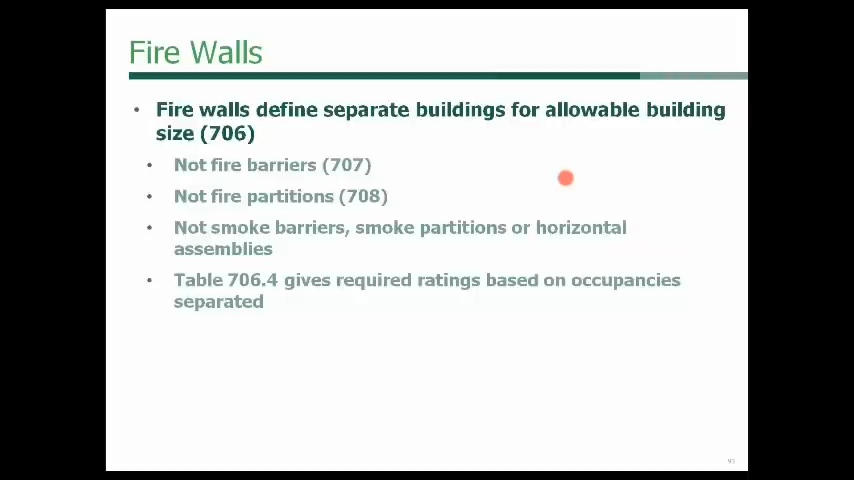 Fire Walls
• Fire walls define separate buildings for allowable building
size (706)
• Not fire barriers (707)
• Not fire partitions (708)
• Not smoke barriers, smoke partitions or horizontal
assemblies
• Table 706.4 gives required ratings based on occupancies
separated